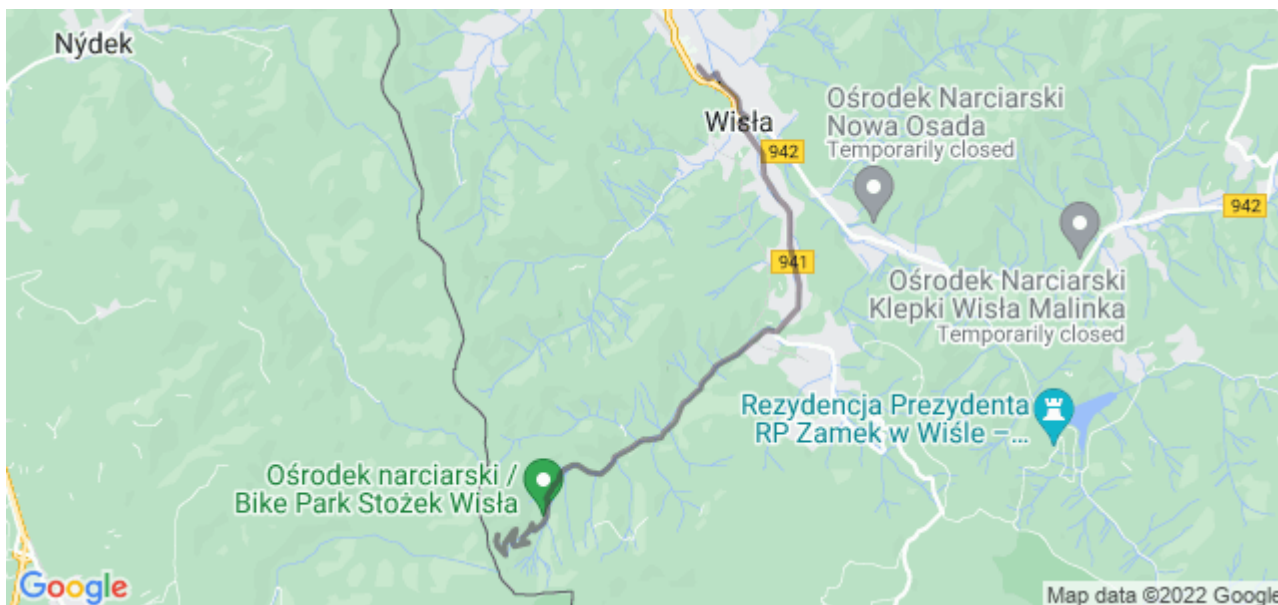 Nýdek
Wisła
Ośrodek Narciarski
Nowa Osada
Temporarily closed
942
942
941
Ośrodek Narciarski
Klepki Wisła Malinka
Temporarily closed
Rezydencja Prezydenta
RP Zamek w Wiśle –...
Ośrodek narciarski /
Bike Park Stożek Wisła
Google
Map data ©2022 Google